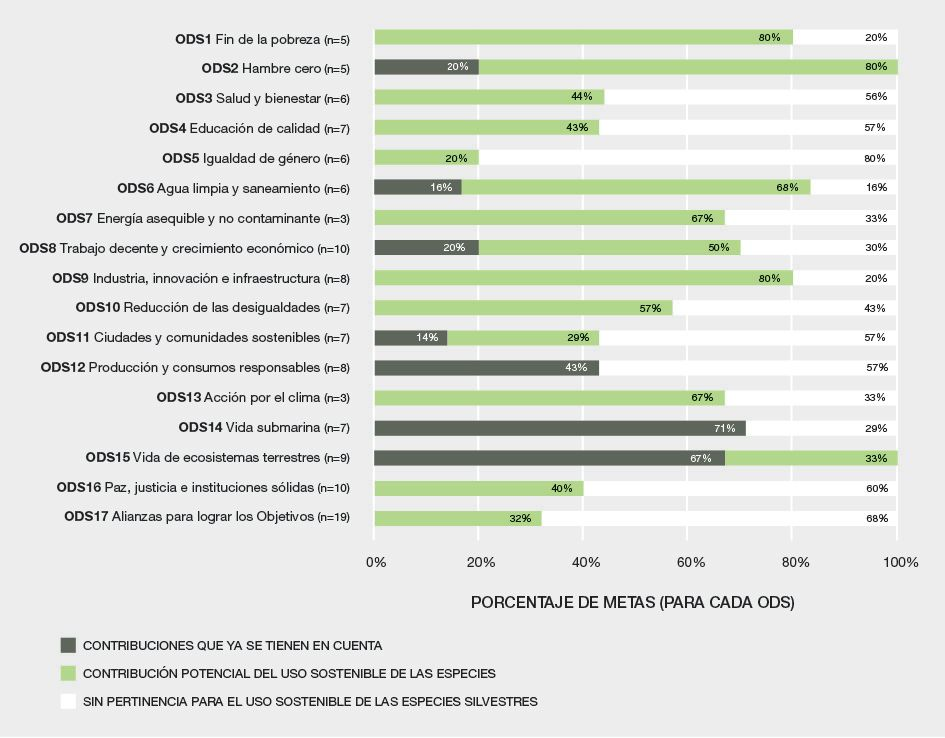 ODS1 Fin de la pobreza (n=5) 80% 20%
ODS2 Hambre cero (n=5) 20% 80%
ODS3 Salud y bienestar (n=6) 44% 56%
ODS4 Educación de calidad (n=7) 43% 57%
ODS5 Igualdad de género (n=6) 20% 80%
ODS6 Agua limpia y saneamiento (n=6) 16% 68% 16%
ODS7 Energía asequible y no contaminante (n=3) 67% 33%
ODS8 Trabajo decente y crecimiento económico (n=10) 20% 50% 30%
ODS9 Industria, innovación e infraestructura (n=8) 80% 20%
ODS10 Reducción de las desigualdades (n=7) 57% 43%
ODS11 Ciudades y comunidades sostenibles (n=7) 14% 29% 57%
ODS12 Producción y consumos responsables (n=8) 43% 57%
ODS13 Acción por el clima (n=3) 67% 33%
ODS14 Vida submarina (n=7) 71% 29%
ODS15 Vida de ecosistemas terrestres (n=9) 67% 33%
ODS16 Paz, justicia e instituciones sólidas (n=10) 40% 60%
ODS17 Alianzas para lograr los Objetivos (n=19) 32% 68%
0% 20% 40% 60% 80% 100%
PORCENTAJE DE METAS (PARA CADA ODS)
CONTRIBUCIONES QUE YA SE TIENEN EN CUENTA
CONTRIBUCIÓN POTENCIAL DEL USO SOSTENIBLE DE LAS ESPECIES
SIN PERTINENCIA PARA EL USO SOSTENIBLE DE LAS ESPECIES SILVESTRES